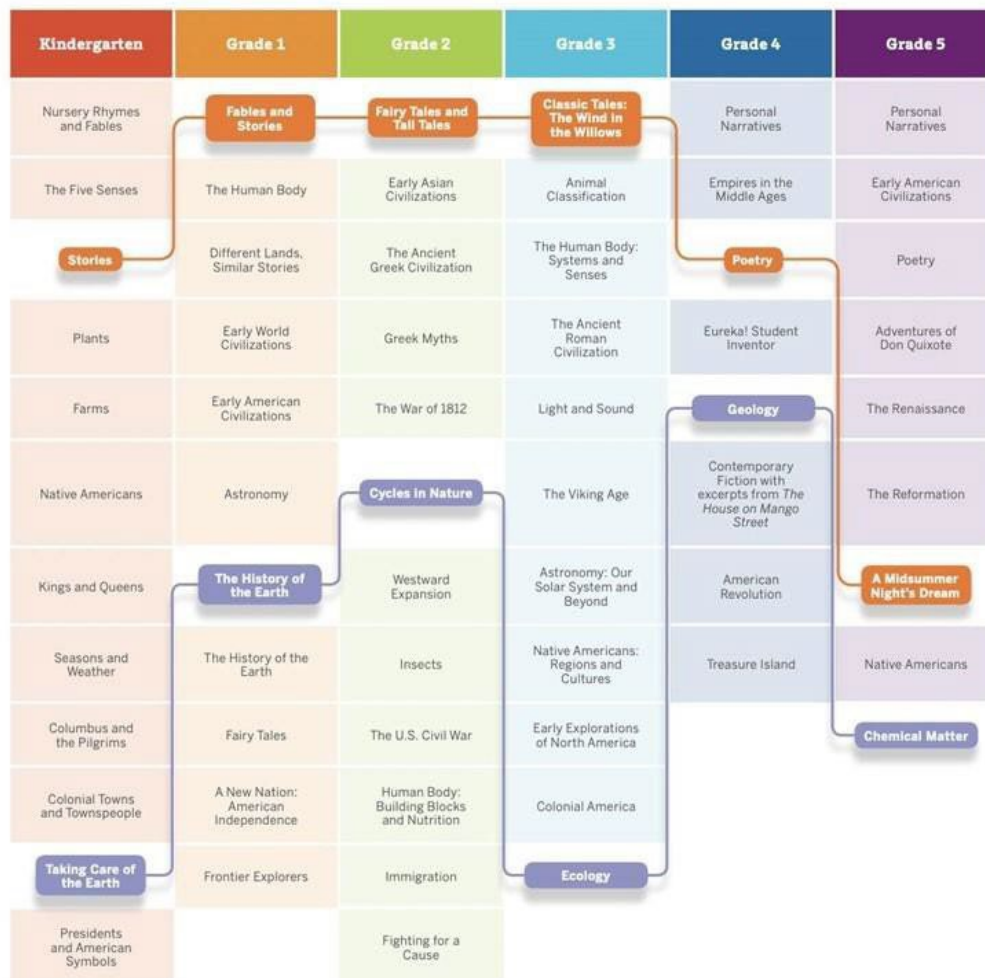 Kindergarten
Grade 1
Grade 2
Grade 3
Grade 4
Grade 5
Nursery Rhymes
and Fables
Fables and
Stories
Fairy Tales and
Tall Tales
Classic Tales:
The Wind in
the Willows
Personal
Narratives
Personal
Narratives
The Five Senses
The Human Body
Early Asian
Civilizations
Animal
Classification
Empires in the
Middle Ages
Early American
Civilizations
Stories
Different Lands,
Similar Stories
The Ancient
Greek Civilization
The Human Body:
Systems and
Senses
Poetry
Poetry
Plants
Early World
Civilizations
Greek Myths
The Ancient
Roman
Civilization
Eureka! Student
Inventor
Adventures of
Don Quixote
Farms
Early American
Civilizations
The War of 1812
Light and Sound
Geology
The Renaissance
Native Americans
Astronomy
Cycles in Nature
The Viking Age
Contemporary
Fiction with
excerpts from The
House on Mango
Street
The Reformation
Kings and Queens
The History of
the Earth
Westward
Expansion
Astronomy: Our
Solar System and
Beyond
American
Revolution
A Midsummer
Night's Dream
Seasons and
Weather
The History of the
Earth
Insects
Native Americans:
Regions and
Cultures
Treasure Island
Native Americans
Columbus and
the Pilgrims
Fairy Tales
The U.S. Civil War
Early Explorations
of North America
Chemical Matter
Colonial Towns
and Townspeople
A New Nation:
American
Independence
Human Body:
Building Blocks
and Nutrition
Colonial America
Taking Care of
the Earth
Frontier Explorers
Immigration
Ecology
Presidents
and American
Symbols
Fighting for a
Cause